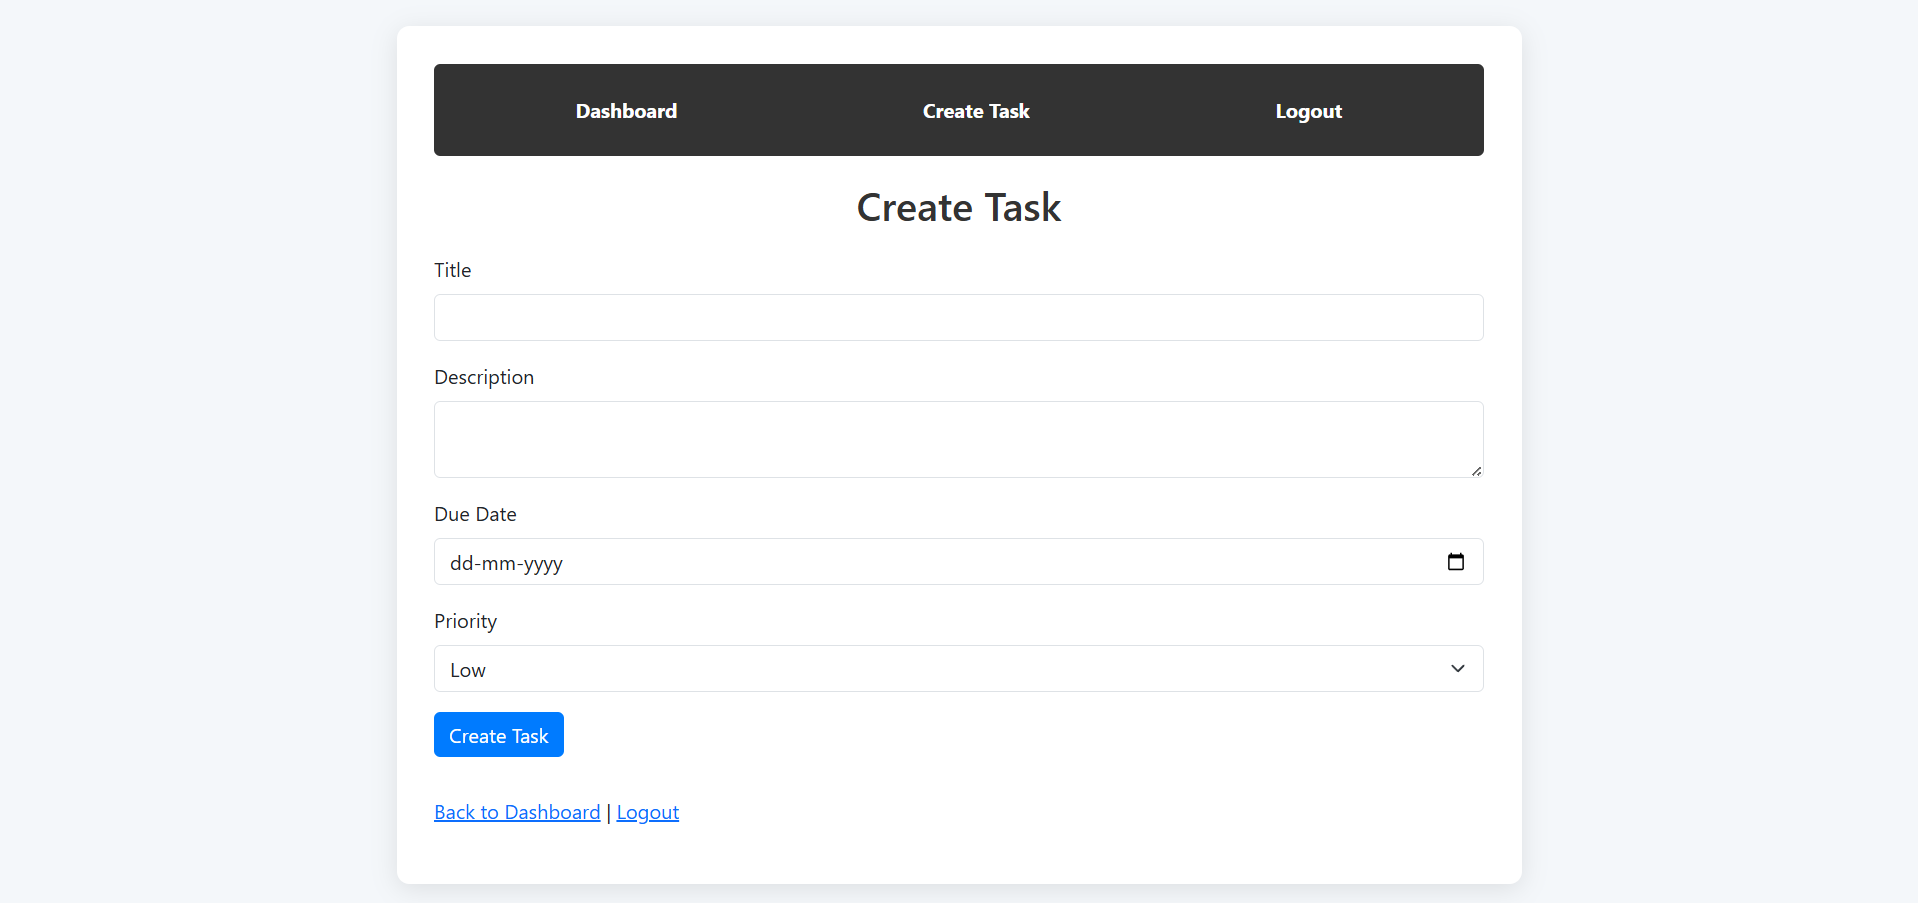 Dashboard Create Task Logout
Create Task
Title
Description
Due Date
dd-mm-yyyy
Priority
Low
Create Task
Back to Dashboard | Logout